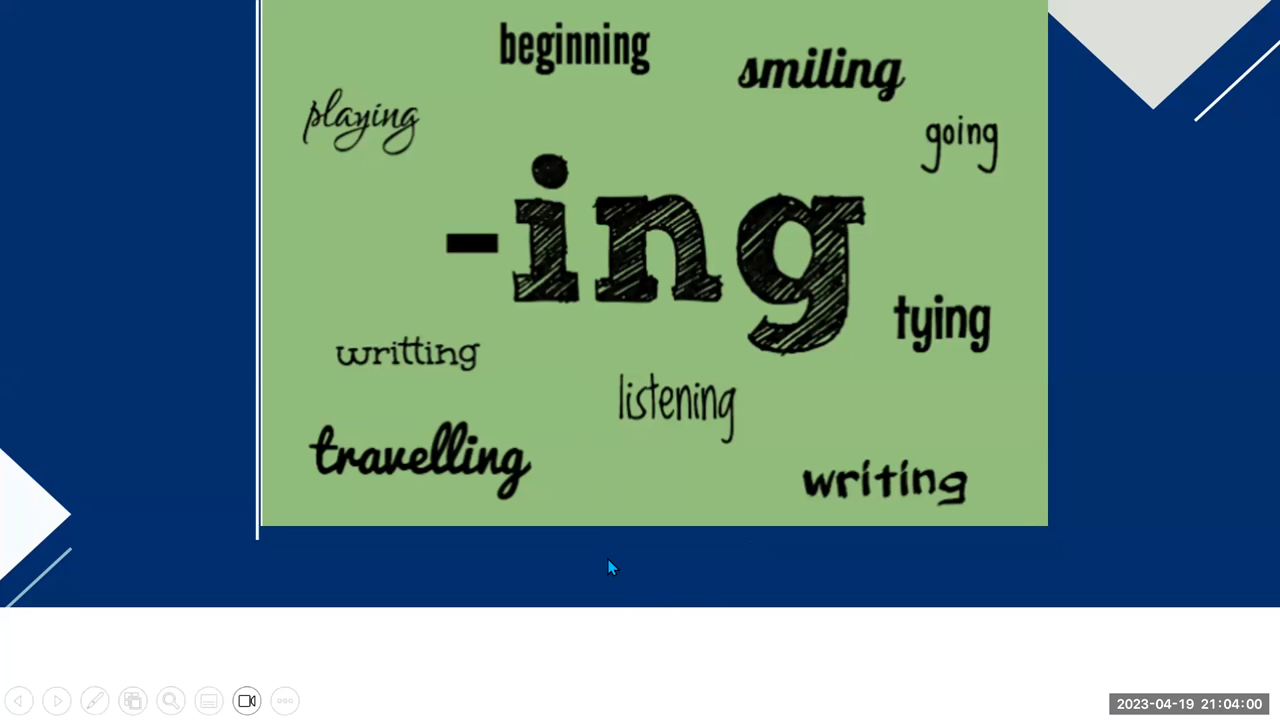 beginning
smiling
playing
going
-ing
tying
writting
listening
travelling
writing
2023-04-19 21:04:00